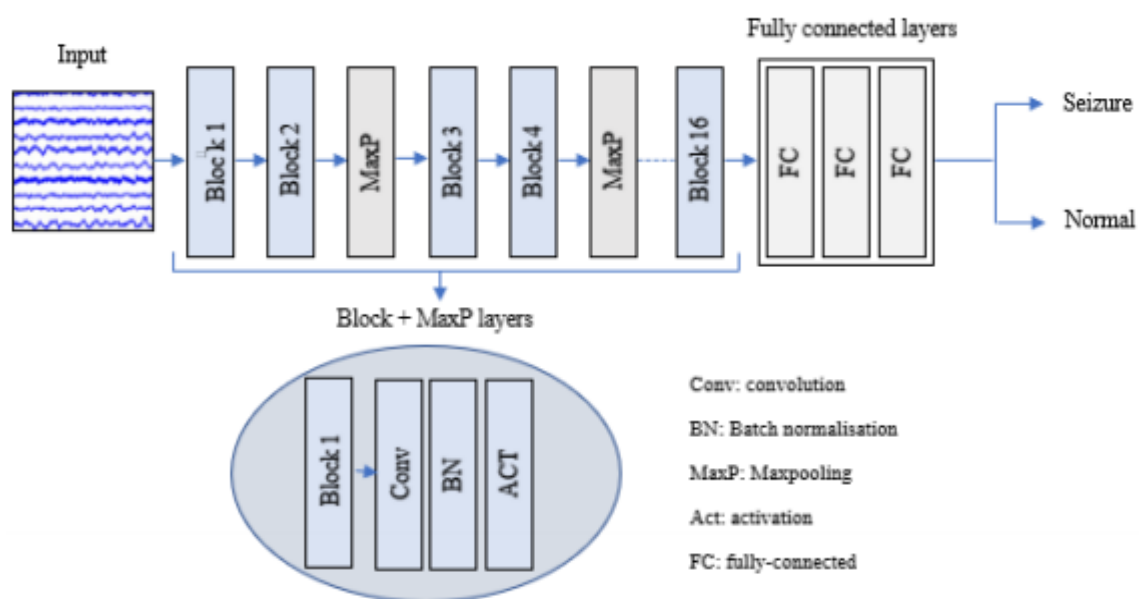 Fully connected layers
Input
Block 1
Block 2
MaxP
Block 3
Block 4
MaxP
Block 16
FC
FC
FC
Seizure
Normal
Block + MaxP layers
Block 1
Conv
BN
ACT
Conv: convolution
BN: Batch normalisation
MaxP: Maxpooling
Act: activation
FC: fully-connected